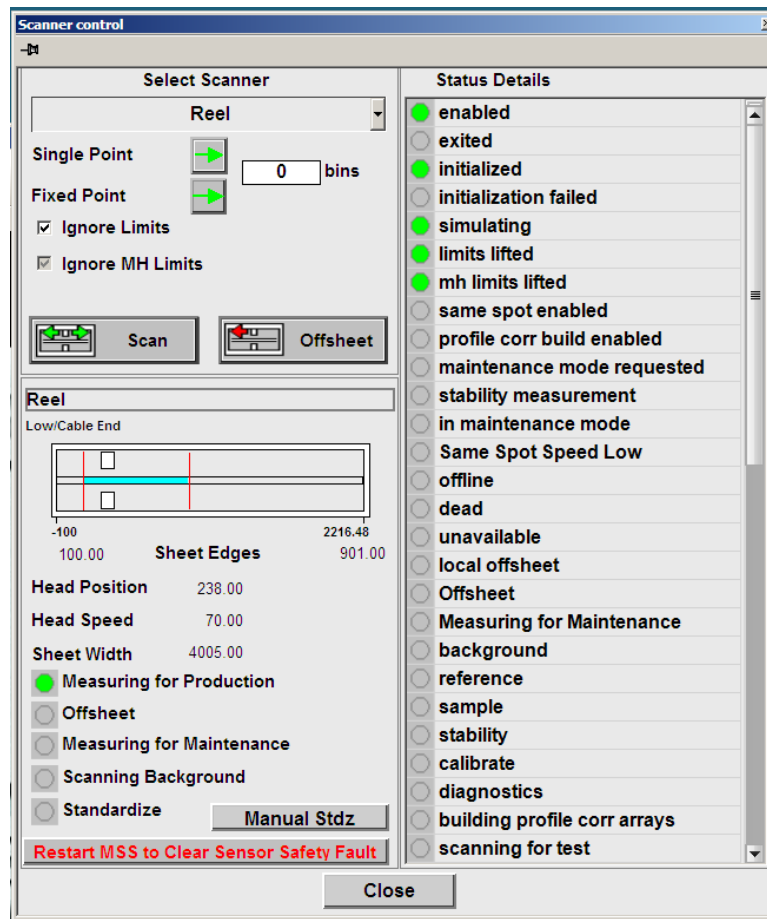 Scanner control
Select Scanner
Reel
Single Point
0 bins
Fixed Point
Ignore Limits
Ignore MH Limits
Scan
Offsheet
Reel
Low/Cable End
-100 2216.48
100.00 Sheet Edges 901.00
Head Position 238.00
Head Speed 70.00
Sheet Width 4005.00
Measuring for Production
Offsheet
Measuring for Maintenance
Scanning Background
Standardize
Manual Stdz
Restart MSS to Clear Sensor Safety Fault
Status Details
enabled
exited
initialized
initialization failed
simulating
limits lifted
mh limits lifted
same spot enabled
profile corr build enabled
maintenance mode requested
stability measurement
in maintenance mode
Same Spot Speed Low
offline
dead
unavailable
local offsheet
Offsheet
Measuring for Maintenance
background
reference
sample
stability
calibrate
diagnostics
building profile corr arrays
scanning for test
Close